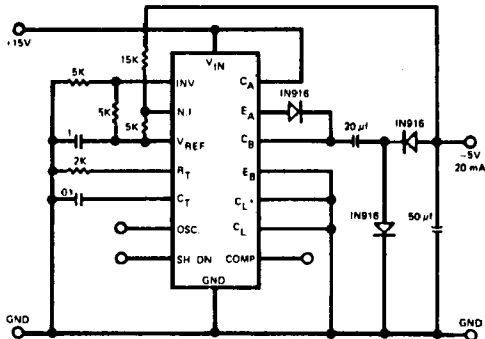 +15V
15K
5K
5K
5K
1
2K
.01
INV
N.I
VREF
RT
CT
OSC.
SH DN
GND
VIN
CA
EA
CB
EB
CL+
CL
COMP
IN916
20 µf
IN916
IN916
50 µf
-5V
20 mA
GND
GND